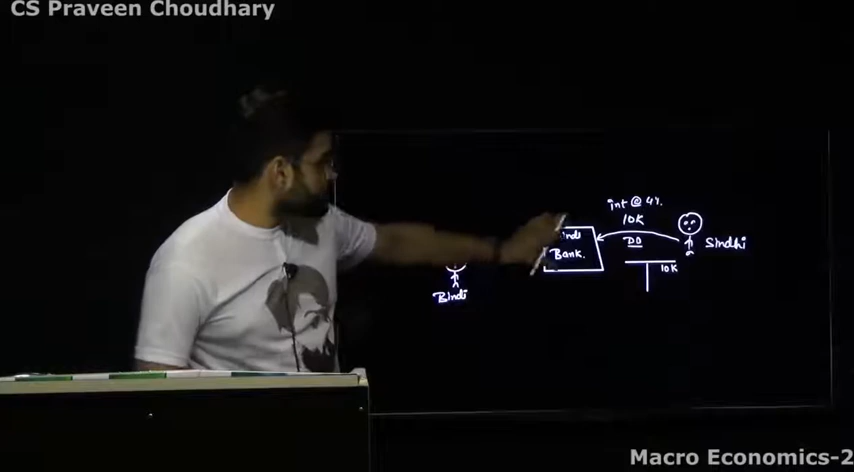 CS Praveen Choudhary
int @ 4%
10K
DD
Sindhi
Bank.
10K
Bindi
Macro Economics-2